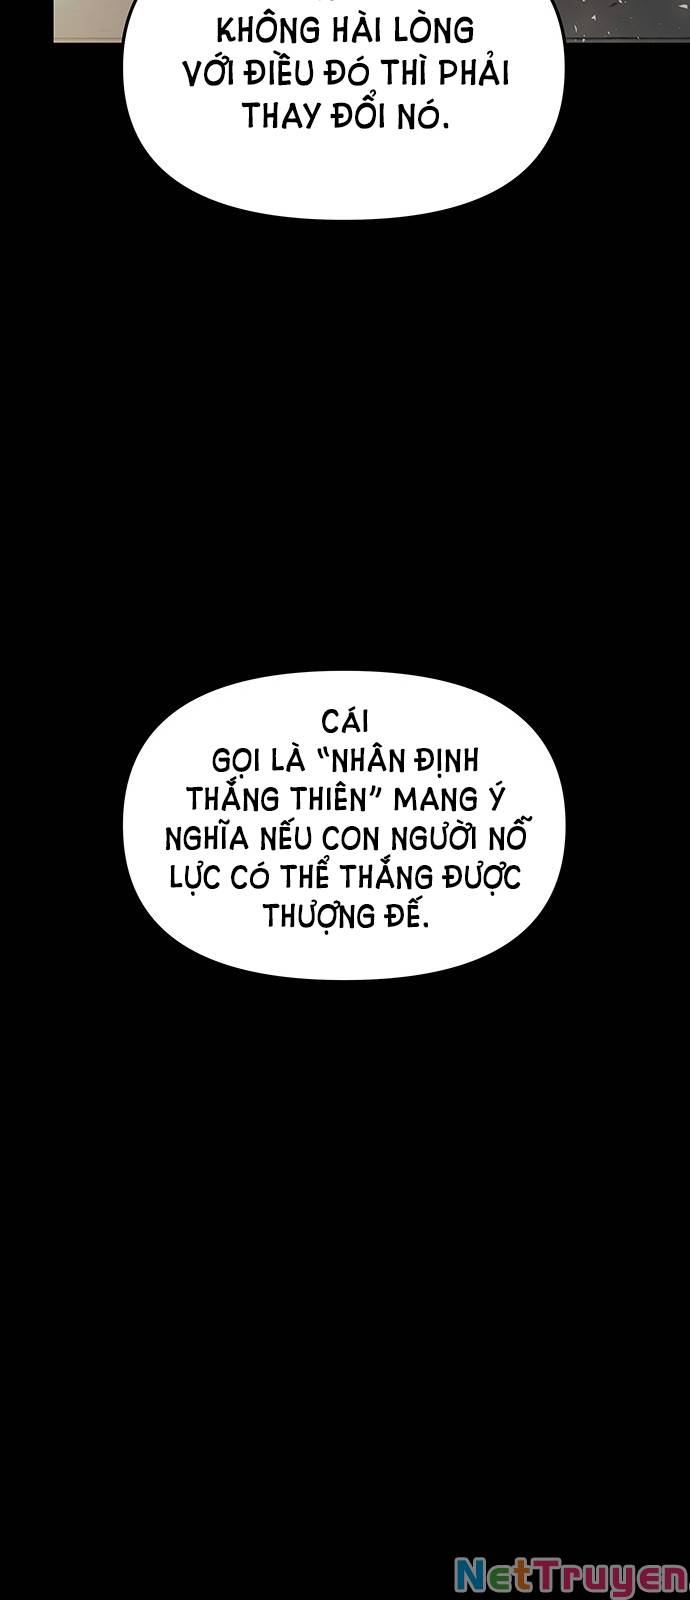 KHÔNG HÀI LÒNG
VỚI ĐIỀU ĐÓ THÌ PHẢI
THAY ĐỔI NÓ.
CÁI
GỌI LÀ “NHÂN ĐỊNH
THẮNG THIÊN” MANG Ý
NGHĨA NẾU CON NGƯỜI NỖ
LỰC CÓ THỂ THẮNG ĐƯỢC
THƯỢNG ĐẾ.
NetTruyen